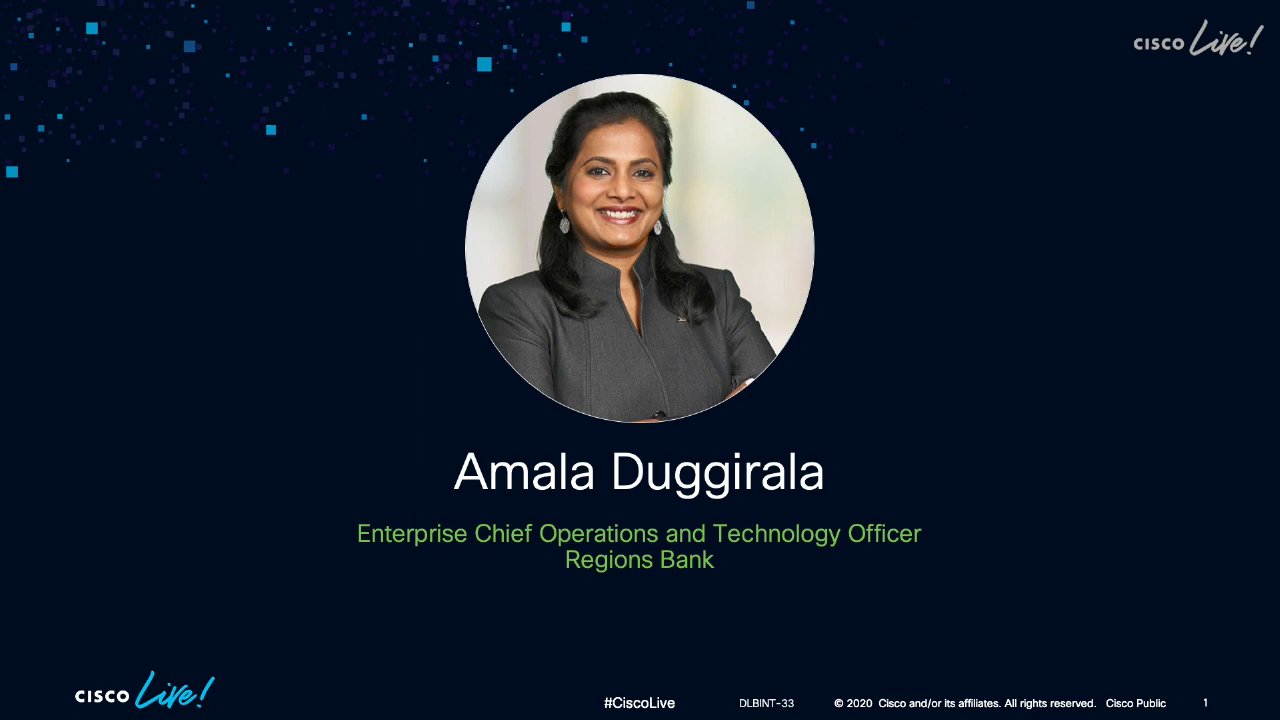 CISCO Live!
Amala Duggirala
Enterprise Chief Operations and Technology Officer
Regions Bank
CISCO Live!
#CiscoLive
DLBINT-33
© 2020 Cisco and/or its affiliates. All rights reserved. Cisco Public
1